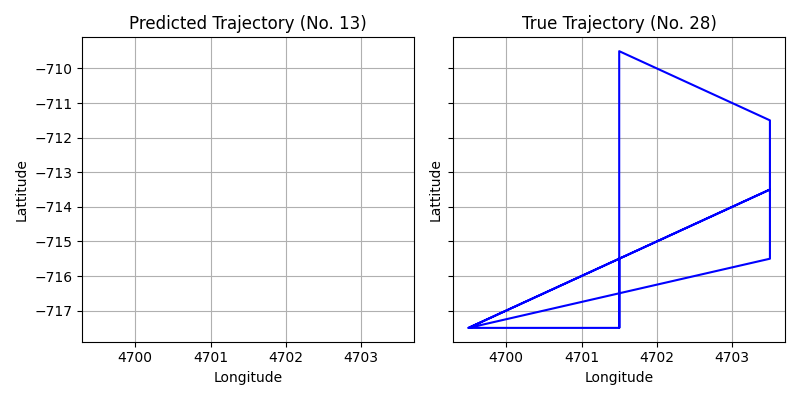 Predicted Trajectory (No. 13)
Lattitude
−710
−711
−712
−713
−714
−715
−716
−717
4700 4701 4702 4703
Longitude
True Trajectory (No. 28)
Lattitude
4700 4701 4702 4703
Longitude